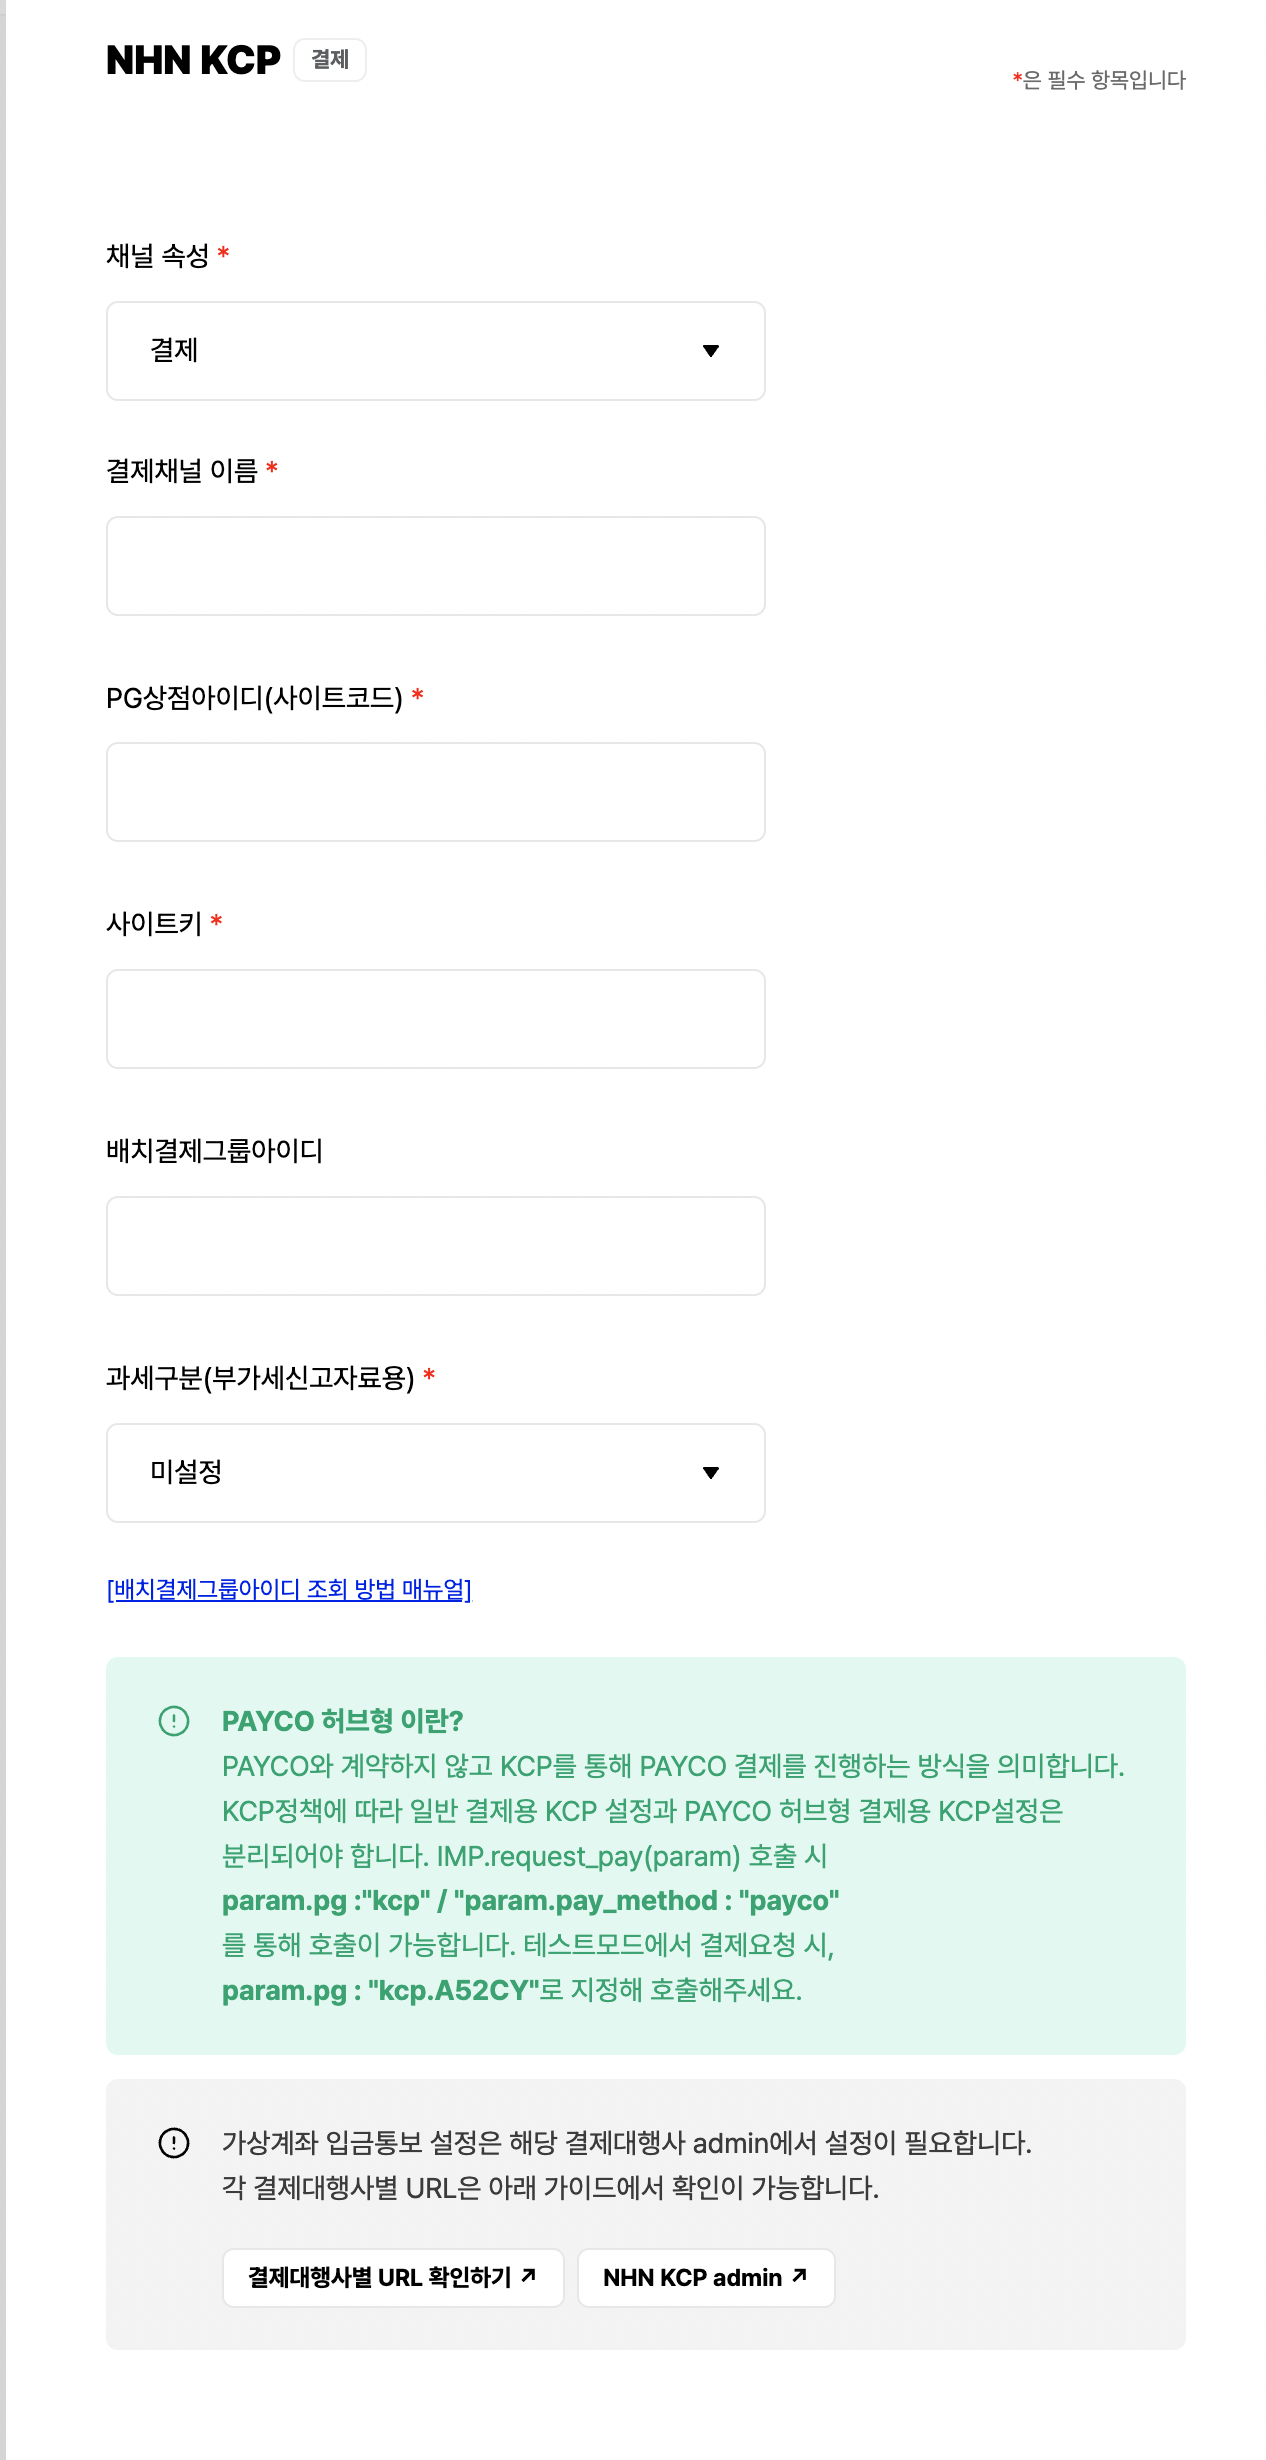 NHN KCP 결제
*은 필수 항목입니다
채널 속성 *
결제
결제채널 이름 *
PG상점아이디(사이트코드) *
사이트키 *
배치결제그룹아이디
과세구분(부가세신고자료용) *
미설정
[배치결제그룹아이디 조회 방법 매뉴얼]
PAYCO 허브형 이란?
PAYCO와 계약하지 않고 KCP를 통해 PAYCO 결제를 진행하는 방식을 의미합니다.
KCP정책에 따라 일반 결제용 KCP 설정과 PAYCO 허브형 결제용 KCP설정은
분리되어야 합니다. IMP.request_pay(param) 호출 시
param.pg :"kcp" / "param.pay_method : "payco"
를 통해 호출이 가능합니다. 테스트모드에서 결제요청 시,
param.pg : "kcp.A52CY"로 지정해 호출해주세요.
가상계좌 입금통보 설정은 해당 결제대행사 admin에서 설정이 필요합니다.
각 결제대행사별 URL은 아래 가이드에서 확인이 가능합니다.
결제대행사별 URL 확인하기 ↗ NHN KCP admin ↗